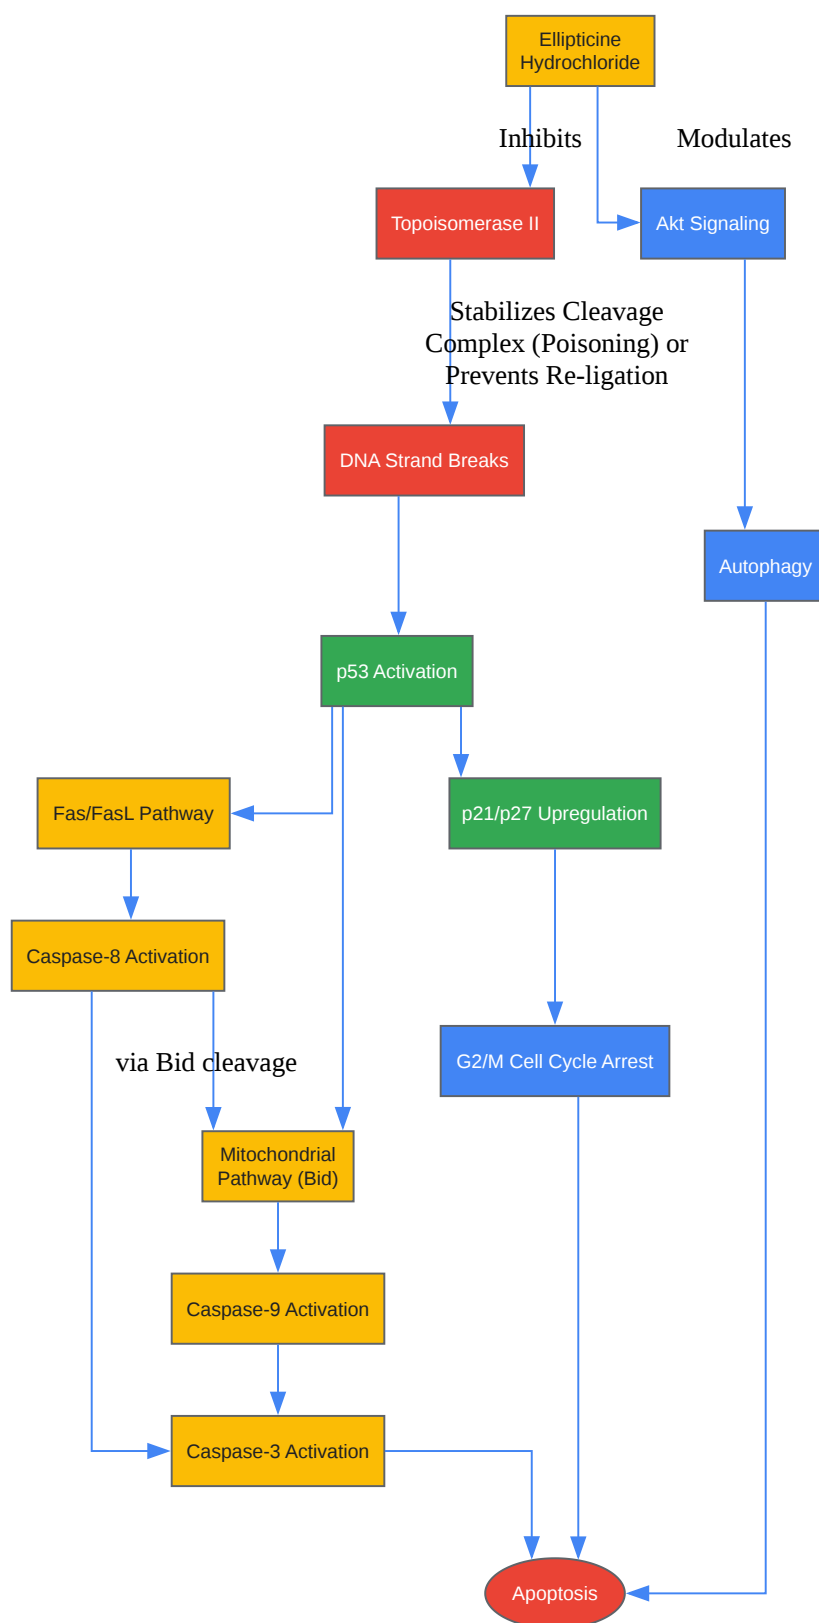 Ellipticine
Hydrochloride
Inhibits
Modulates
Topoisomerase II
Akt Signaling
Stabilizes Cleavage
Complex (Poisoning) or
Prevents Re-ligation
DNA Strand Breaks
Autophagy
p53 Activation
Fas/FasL Pathway
p21/p27 Upregulation
Caspase-8 Activation
via Bid cleavage
G2/M Cell Cycle Arrest
Mitochondrial
Pathway (Bid)
Caspase-9 Activation
Caspase-3 Activation
Apoptosis